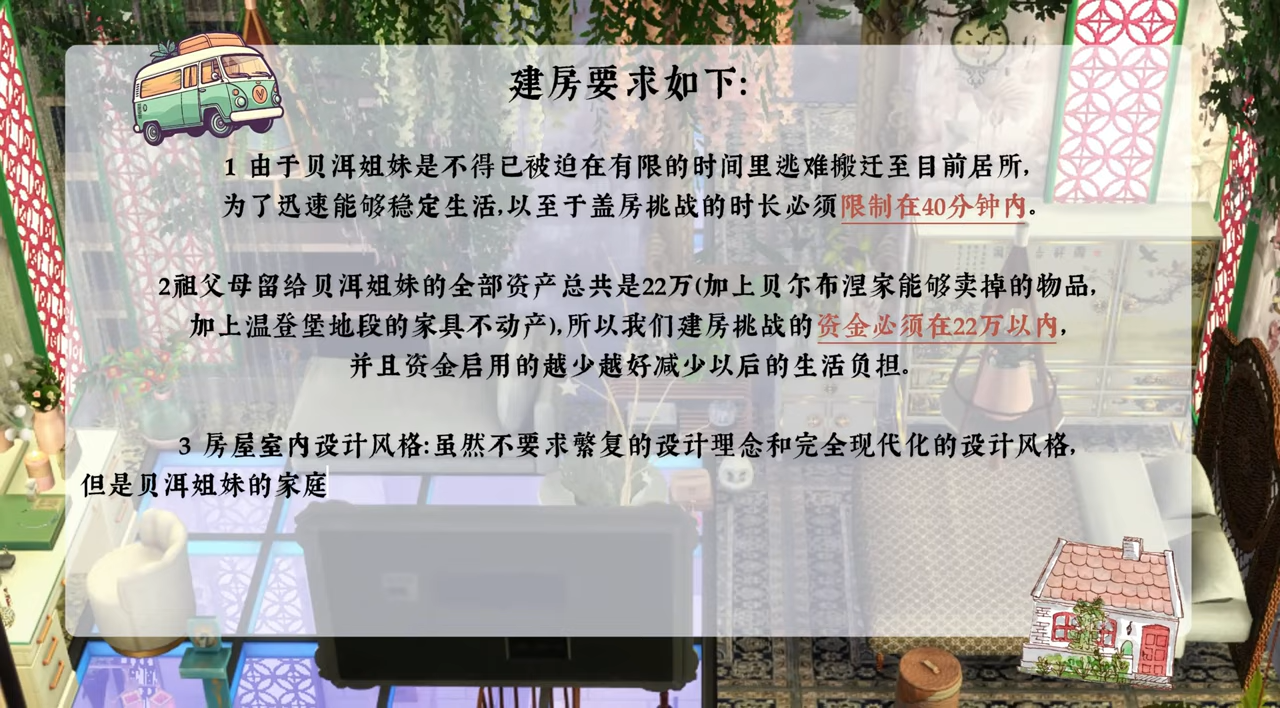 建房要求如下:
1 由于贝洱姐妹是不得已被迫在有限的时间里逃难搬迁至目前居所,
为了迅速能够稳定生活,以至于盖房挑战的时长必须限制在40分钟内。
2祖父母留给贝洱姐妹的全部资产总共是22万(加上贝尔布涅家能够卖掉的物品,
加上温登堡地段的家具不动产),所以我们建房挑战的资金必须在22万以内,
并且资金启用的越少越好减少以后的生活负担。
3 房屋室内设计风格:虽然不要求繁复的设计理念和完全现代化的设计风格,
但是贝洱姐妹的家庭